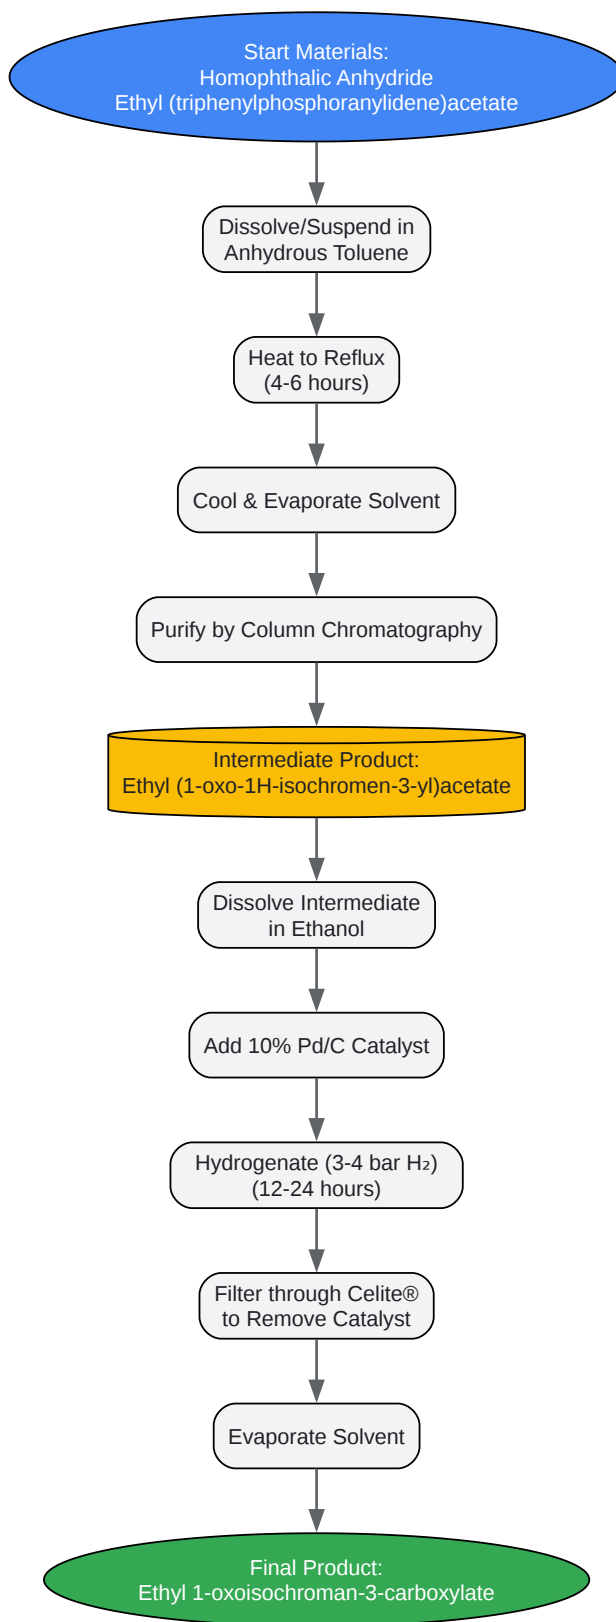 Start Materials:
Homophthalic Anhydride
Ethyl (triphenylphosphoranylidene)acetate
Dissolve/Suspend in
Anhydrous Toluene
Heat to Reflux
(4-6 hours)
Cool & Evaporate Solvent
Purify by Column Chromatography
Intermediate Product:
Ethyl (1-oxo-1H-isochromen-3-yl)acetate
Dissolve Intermediate
in Ethanol
Add 10% Pd/C Catalyst
Hydrogenate (3-4 bar H₂)
(12-24 hours)
Filter through Celite®
to Remove Catalyst
Evaporate Solvent
Final Product:
Ethyl 1-oxoisochroman-3-carboxylate